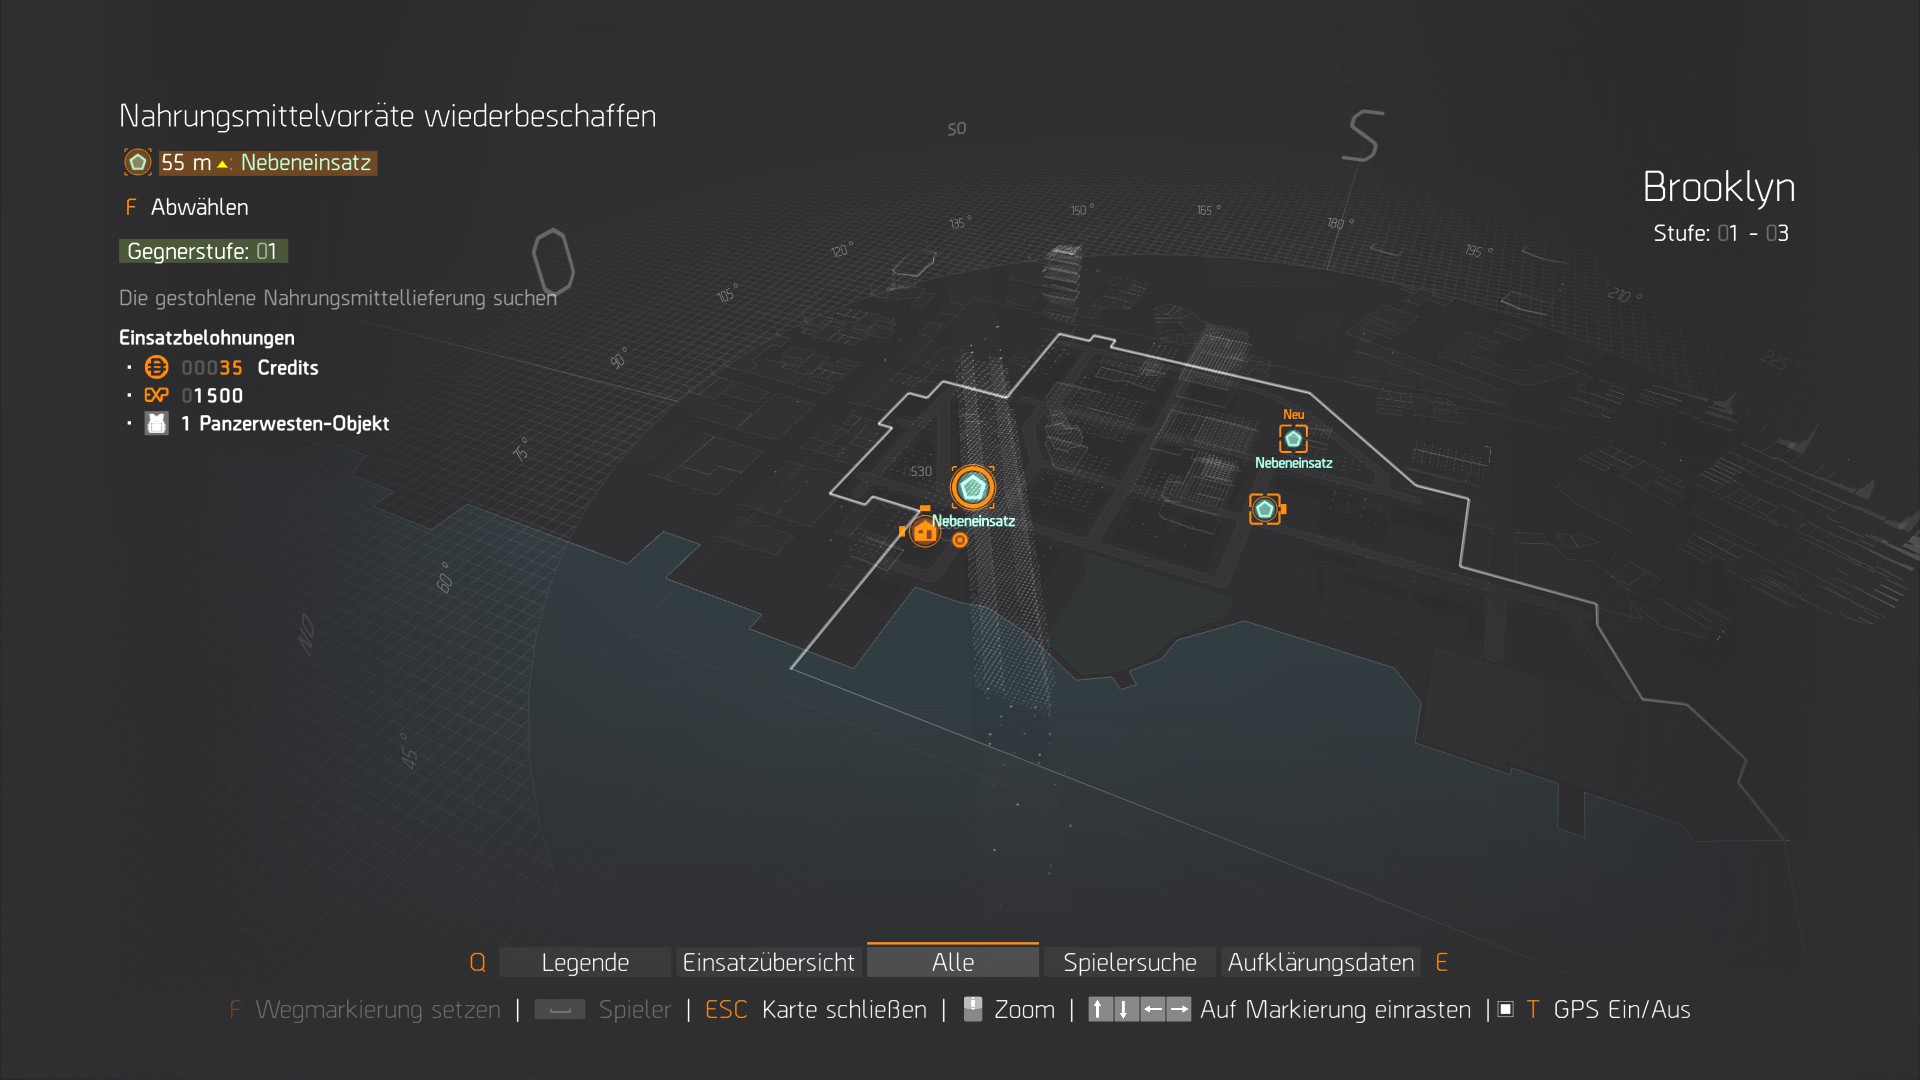 Nahrungsmittelvorräte wiederbeschaffen
55 m : Nebeneinsatz
F Abwählen
Gegnerstufe: 01
Die gestohlene Nahrungsmittellieferung suchen
Einsatzbelohnungen
· 00035 Credits
· EXP 01500
· 1 Panzerwesten-Objekt
Brooklyn
Stufe: 01 - 03
SO
S
O
NO
45°
60°
75°
90°
105°
120°
135°
150°
165°
180°
195°
210°
225°
530
Nebeneinsatz
Neu
Nebeneinsatz
Q Legende Einsatzübersicht Alle Spielersuche Aufklärungsdaten E
F Wegmarkierung setzen | Spieler | ESC Karte schließen | Zoom | ↑ ↓ ← → Auf Markierung einrasten | T GPS Ein/Aus